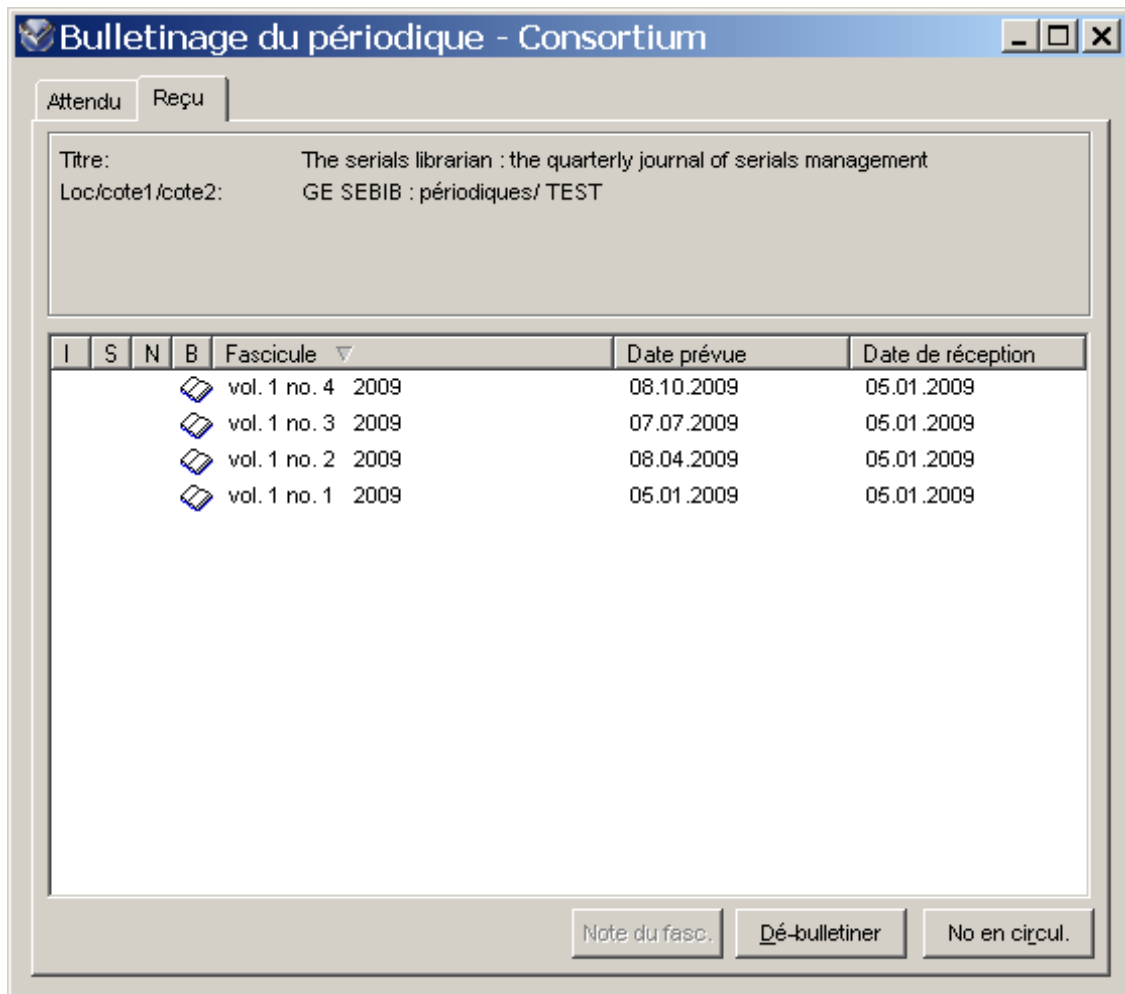 Bulletinage du périodique - Consortium
Attendu Reçu
Titre: The serials librarian : the quarterly journal of serials management
Loc/cote1/cote2: GE SEBIB : périodiques/ TEST
I S N B Fascicule Date prévue Date de réception
vol. 1 no. 4 2009 08.10.2009 05.01.2009
vol. 1 no. 3 2009 07.07.2009 05.01.2009
vol. 1 no. 2 2009 08.04.2009 05.01.2009
vol. 1 no. 1 2009 05.01.2009 05.01.2009
Note du fasc. Dé-bulletiner No en circul.